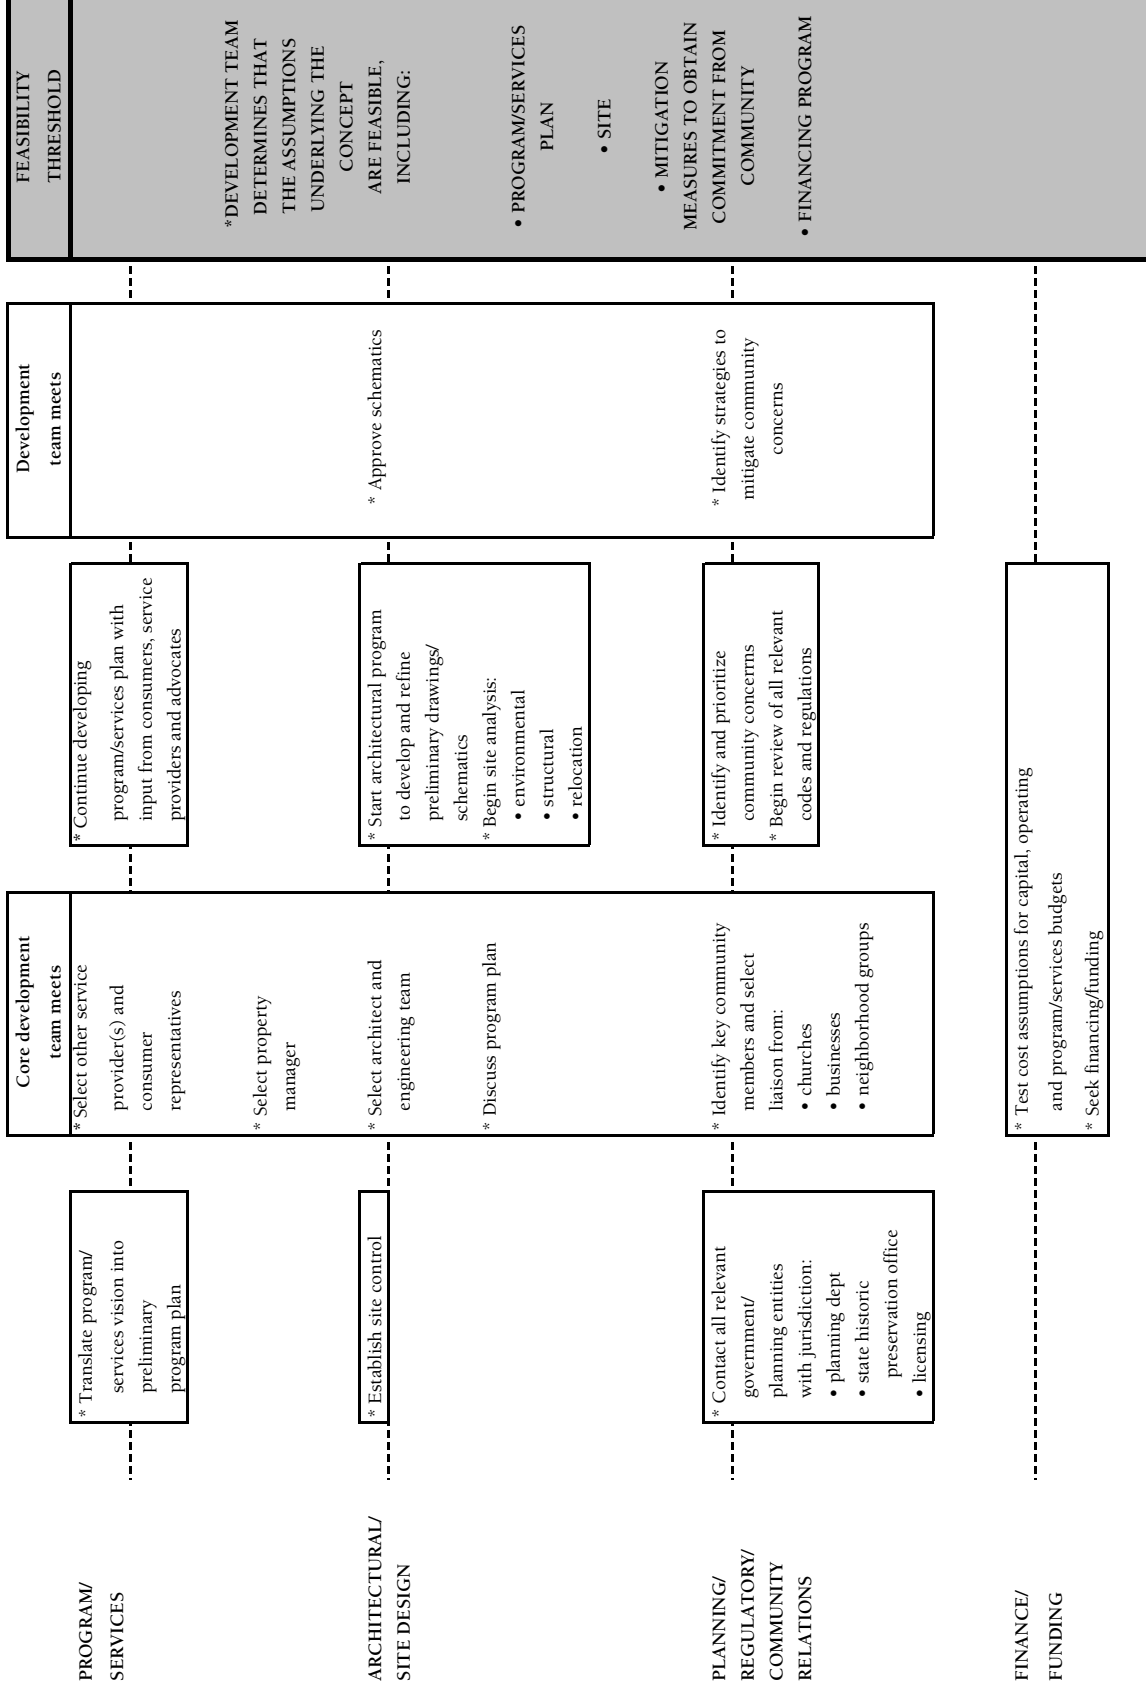 PROGRAM/
SERVICES
* Translate program/
services vision into
preliminary
program plan
Core development
team meets
* Select other service
provider(s) and
consumer
representatives
* Select property
manager
* Continue developing
program/services plan with
input from consumers, service
providers and advocates
Development
team meets
FEASIBILITY
THRESHOLD
*DEVELOPMENT TEAM
DETERMINES THAT
THE ASSUMPTIONS
UNDERLYING THE
CONCEPT
ARE FEASIBLE,
INCLUDING:
• PROGRAM/SERVICES
PLAN
• SITE
• MITIGATION
MEASURES TO OBTAIN
COMMITMENT FROM
COMMUNITY
• FINANCING PROGRAM
ARCHITECTURAL/
SITE DESIGN
* Establish site control
* Select architect and
engineering team
* Discuss program plan
* Start architectural program
to develop and refine
preliminary drawings/
schematics
* Begin site analysis:
• environmental
• structural
• relocation
* Approve schematics
PLANNING/
REGULATORY/
COMMUNITY
RELATIONS
* Contact all relevant
government/
planning entities
with jurisdiction:
• planning dept
• state historic
preservation office
• licensing
* Identify key community
members and select
liaison from:
• churches
• businesses
• neighborhood groups
* Identify and prioritize
community concerrns
* Begin review of all relevant
codes and regulations
* Identify strategies to
mitigate community
concerns
FINANCE/
FUNDING
* Test cost assumptions for capital, operating
and program/services budgets
* Seek financing/funding